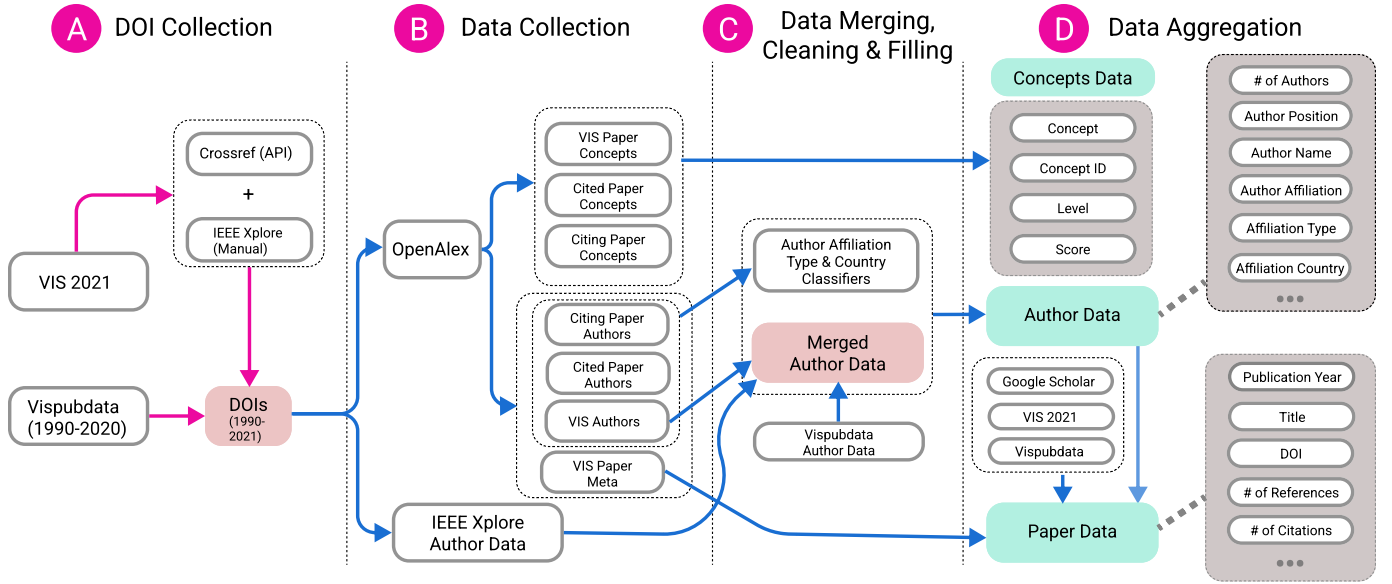 A
DOI Collection
B
Data Collection
C
Data Merging,
Cleaning & Filling
D
Data Aggregation
Crossref (API)
+
IEEE Xplore
(Manual)
VIS 2021
Vispubdata
(1990-2020)
DOIs
(1990-
2021)
OpenAlex
IEEE Xplore
Author Data
VIS Paper
Concepts
Cited Paper
Concepts
Citing Paper
Concepts
Citing Paper
Authors
Cited Paper
Authors
VIS Authors
VIS Paper
Meta
Author Affiliation
Type & Country
Classifiers
Merged
Author Data
Vispubdata
Author Data
Concepts Data
Concept
Concept ID
Level
Score
Author Data
Google Scholar
VIS 2021
Vispubdata
Paper Data
# of Authors
Author Position
Author Name
Author Affiliation
Affiliation Type
Affiliation Country
Publication Year
Title
DOI
# of References
# of Citations